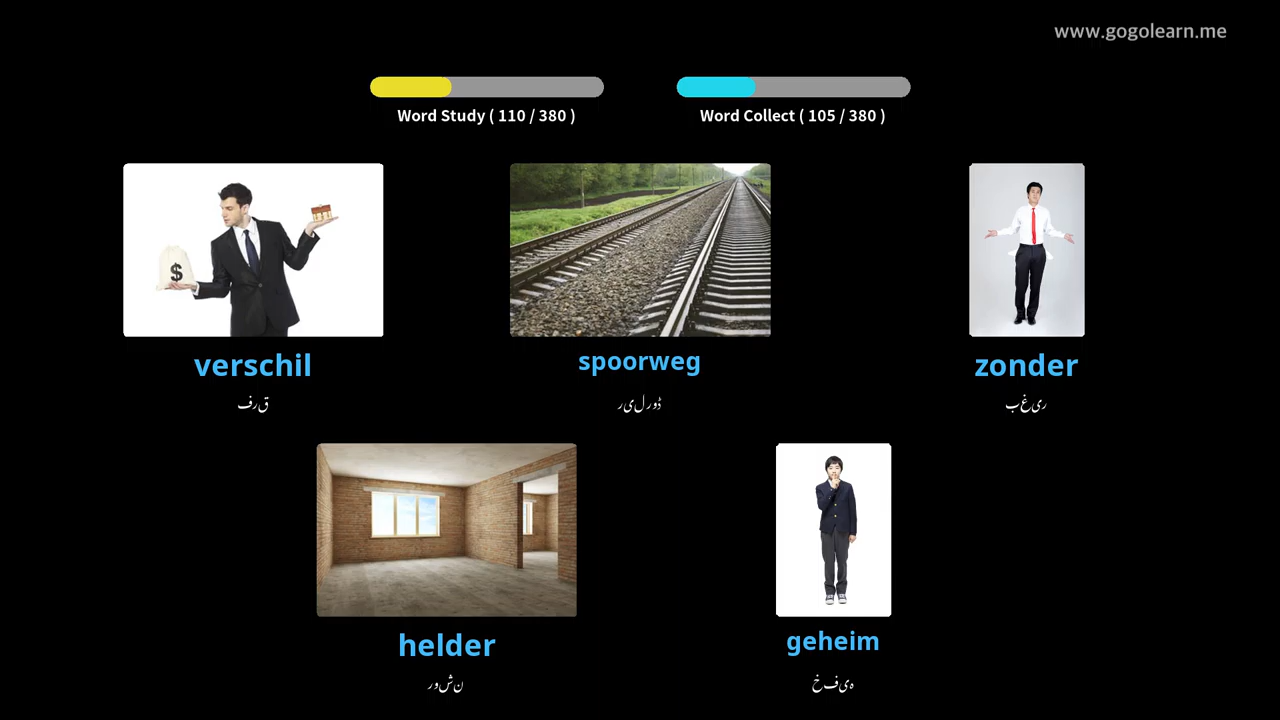 www.gogolearn.me
Word Study ( 110 / 380 )
Word Collect ( 105 / 380 )
verschil
spoorweg
zonder
فرق
ریلروڈ
بغیر
helder
geheim
روشن
خفیہ